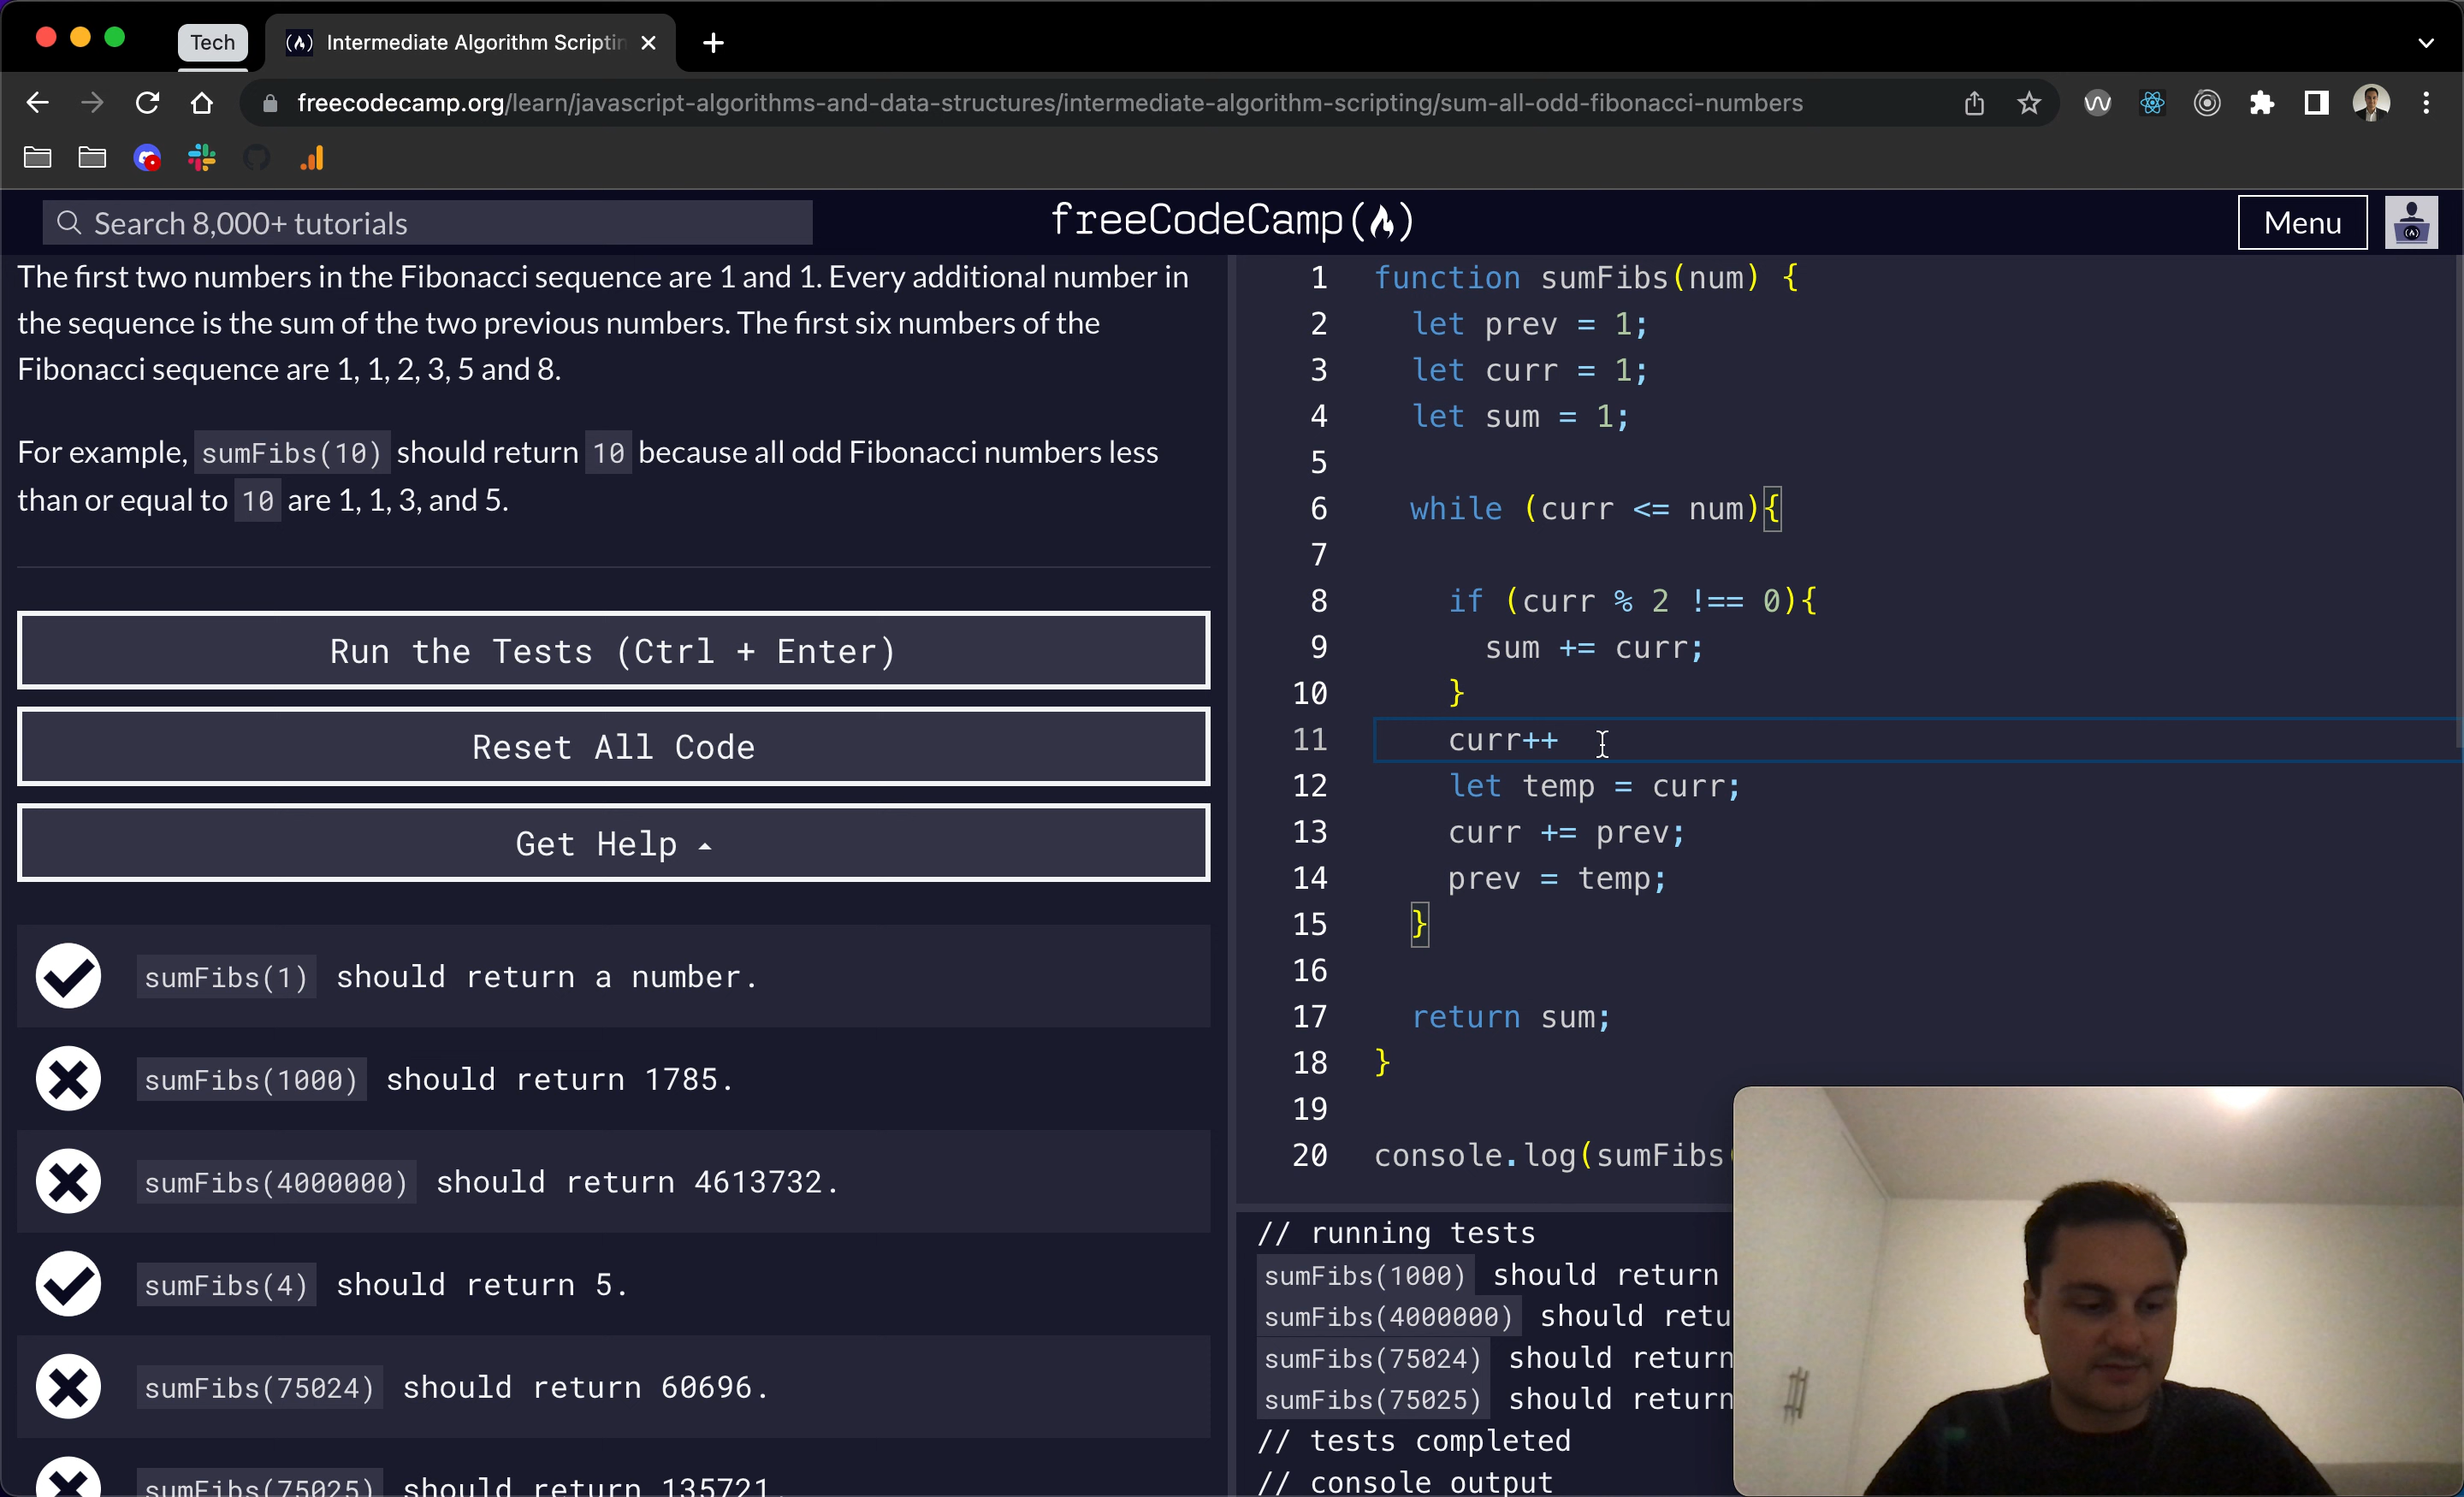 Tech
Intermediate Algorithm Scriptin
freecodecamp.org/learn/javascript-algorithms-and-data-structures/intermediate-algorithm-scripting/sum-all-odd-fibonacci-numbers
Search 8,000+ tutorials
freeCodeCamp(🔥)
Menu
The first two numbers in the Fibonacci sequence are 1 and 1. Every additional number in
the sequence is the sum of the two previous numbers. The first six numbers of the
Fibonacci sequence are 1, 1, 2, 3, 5 and 8.
For example, sumFibs(10) should return 10 because all odd Fibonacci numbers less
than or equal to 10 are 1, 1, 3, and 5.
Run the Tests (Ctrl + Enter)
Reset All Code
Get Help
sumFibs(1) should return a number.
sumFibs(1000) should return 1785.
sumFibs(4000000) should return 4613732.
sumFibs(4) should return 5.
sumFibs(75024) should return 60696.
sumFibs(75025) should return 135721.
1 function sumFibs(num) {
2 let prev = 1;
3 let curr = 1;
4 let sum = 1;
5
6 while (curr <= num){
7
8 if (curr % 2 !== 0){
9 sum += curr;
10 }
11 curr++
12 let temp = curr;
13 curr += prev;
14 prev = temp;
15 }
16
17 return sum;
18 }
19
20 console.log(sumFibs(
// running tests
sumFibs(1000) should return
sumFibs(4000000) should retu
sumFibs(75024) should return
sumFibs(75025) should return
// tests completed
// console output